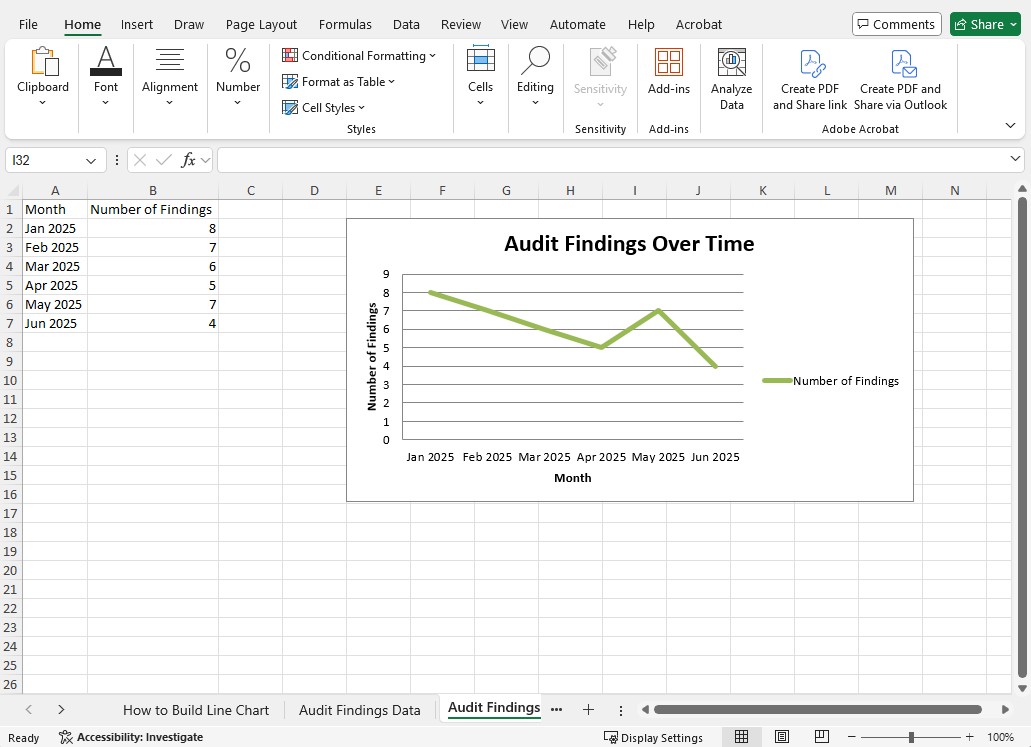 File Home Insert Draw Page Layout Formulas Data Review View Automate Help Acrobat Comments Share
Clipboard Font Alignment Number % Conditional Formatting Format as Table Cell Styles Styles Cells Editing Sensitivity Sensitivity Add-ins Add-ins Analyze Data Create PDF and Share link Create PDF and Share via Outlook Adobe Acrobat
I32 fx
A B C D E F G H I J K L M N
1 Month Number of Findings
2 Jan 2025 8
3 Feb 2025 7
4 Mar 2025 6
5 Apr 2025 5
6 May 2025 7
7 Jun 2025 4
8
9
10
11
12
13
14
15
16
17
18
19
20
21
22
23
24
25
26
Audit Findings Over Time
Number of Findings
9
8
7
6
5
4
3
2
1
0
Jan 2025 Feb 2025 Mar 2025 Apr 2025 May 2025 Jun 2025
Month
Number of Findings
How to Build Line Chart Audit Findings Data Audit Findings
Ready Accessibility: Investigate Display Settings 100%